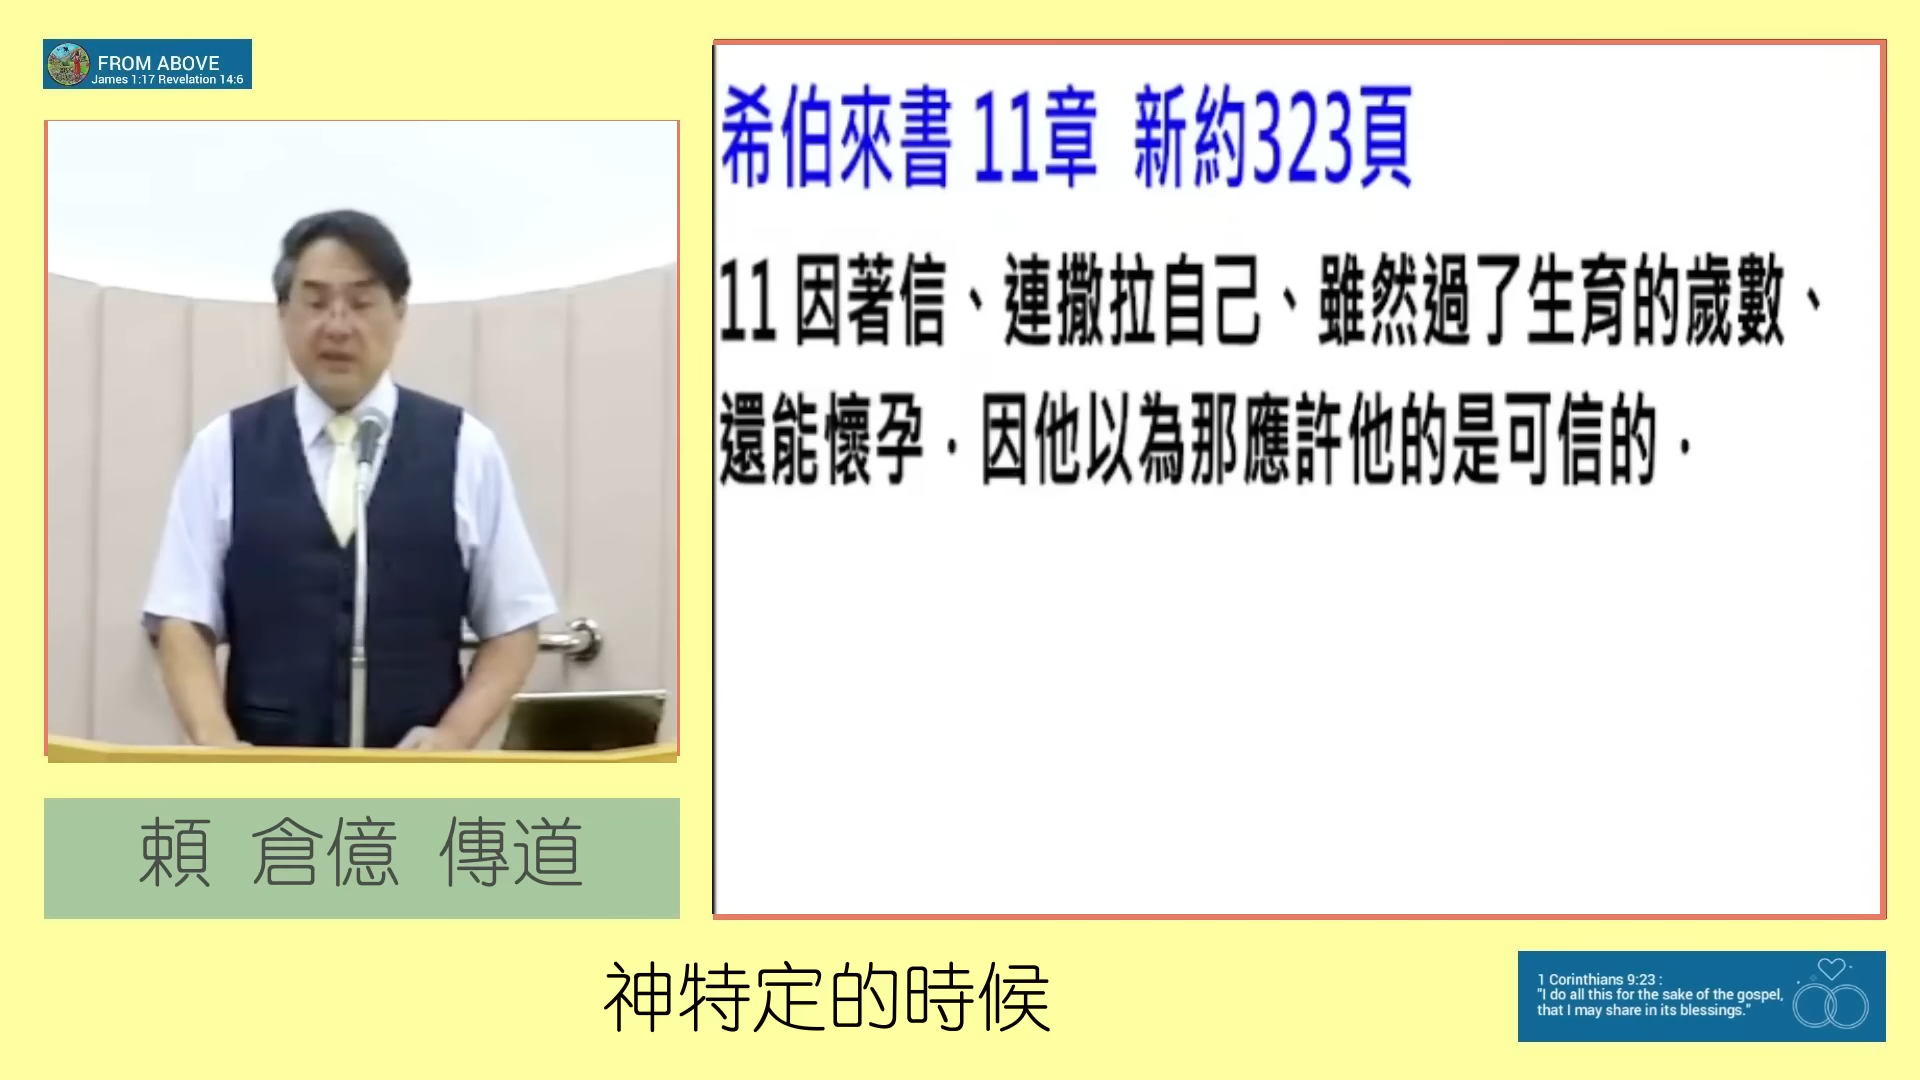 FROM ABOVE
James 1:17 Revelation 14:6
希伯來書 11章 新約323頁
11 因著信、連撒拉自己、雖然過了生育的歲數、
還能懷孕．因他以為那應許他的是可信的．
賴 倉億 傳道
神特定的時候
1 Corinthians 9:23 :
"I do all this for the sake of the gospel,
that I may share in its blessings."